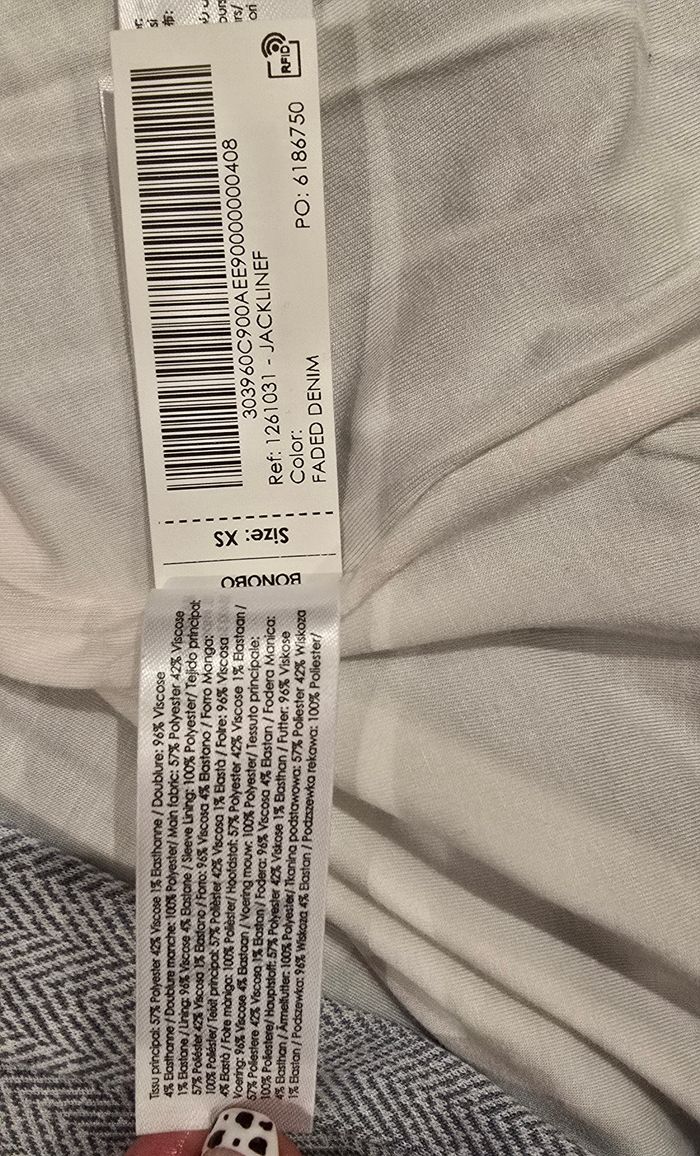 RFID
303960C900AEE90000000408
Ref: 1261031 - JACKLINEF
PO: 6186750
Color:
FADED DENIM
Size: XS
BONOBO
Tissu principal: 57% Polyester 42% Viscose 1% Elasthanne / Doublure: 96% Viscose
4% Elasthanne / Doublure manche: 100% Polyester/ Main fabric: 57% Polyester 42% Viscose
1% Elastane / Lining: 96% Viscose 4% Elastane / Sleeve Lining: 100% Polyester/ Tejido principal:
57% Poliéster 42% Viscosa 1% Elastano / Forro: 96% Viscosa 4% Elastano / Forro Manga:
100% Poliéster/ Teixit principal: 57% Polièster 42% Viscosa 1% Elastà / Folre: 96% Viscosa
4% Elastà / Folre màniga: 100% Polièster/ Hoofdstof: 57% Polyester 42% Viscose 1% Elastaan /
Voering: 96% Viscose 4% Elastaan / Voering mouw: 100% Polyester/ Tessuto principale:
57% Poliestere 42% Viscosa 1% Elastan / Fodera: 96% Viscosa 4% Elastan / Fodera Manica:
100% Poliestere/ Hauptstoff: 57% Polyester 42% Viskose 1% Elasthan / Futter: 96% Viskose
4% Elasthan / Ärmelfutter: 100% Polyester/ Tkanina podstawowa: 57% Poliester 42% Wiskoza
1% Elastan / Podszewka: 96% Wiskoza 4% Elastan / Podszewka rekawa: 100% Poliester/